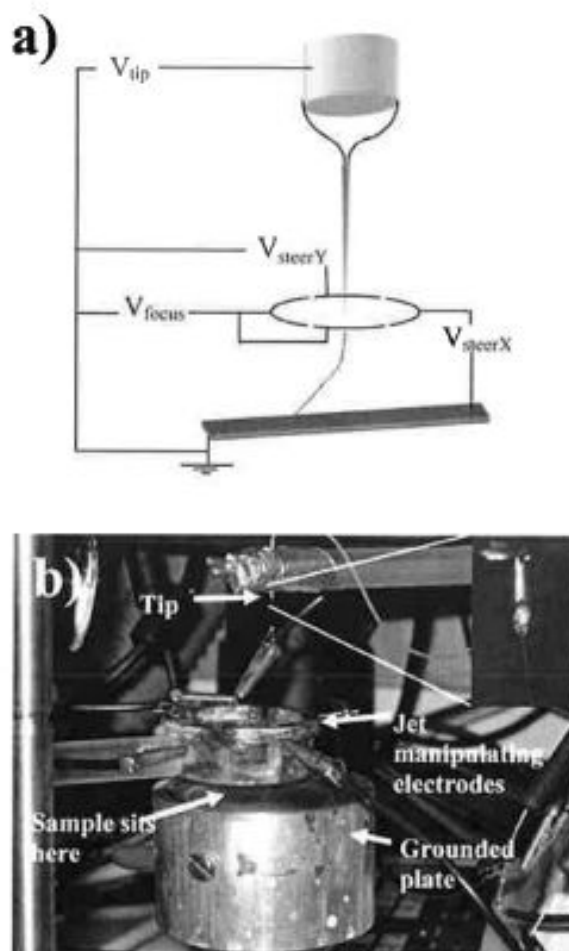 a)
V_tip
V_steerY
V_focus
V_steerX
b)
Tip
Jet
manipulating
electrodes
Sample sits
here
Grounded
plate